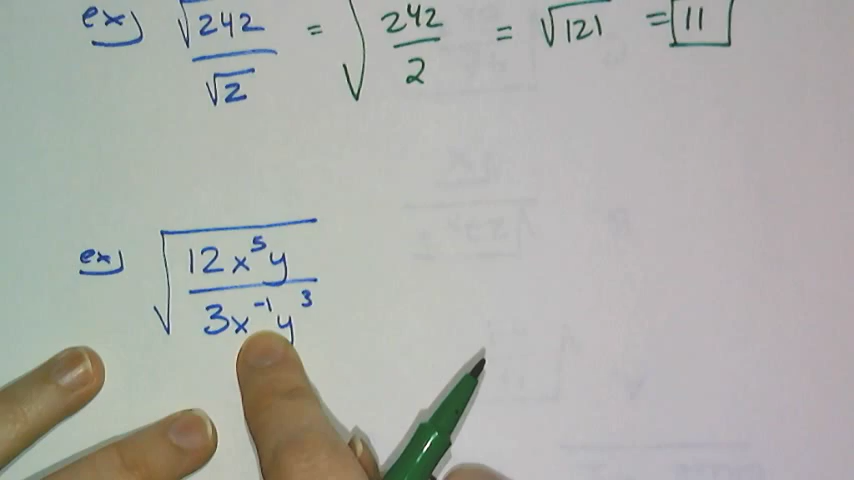 ex) √242/√2 = √(242/2) = √121 = 11
ex) √(12x⁵y/3x⁻¹y³)